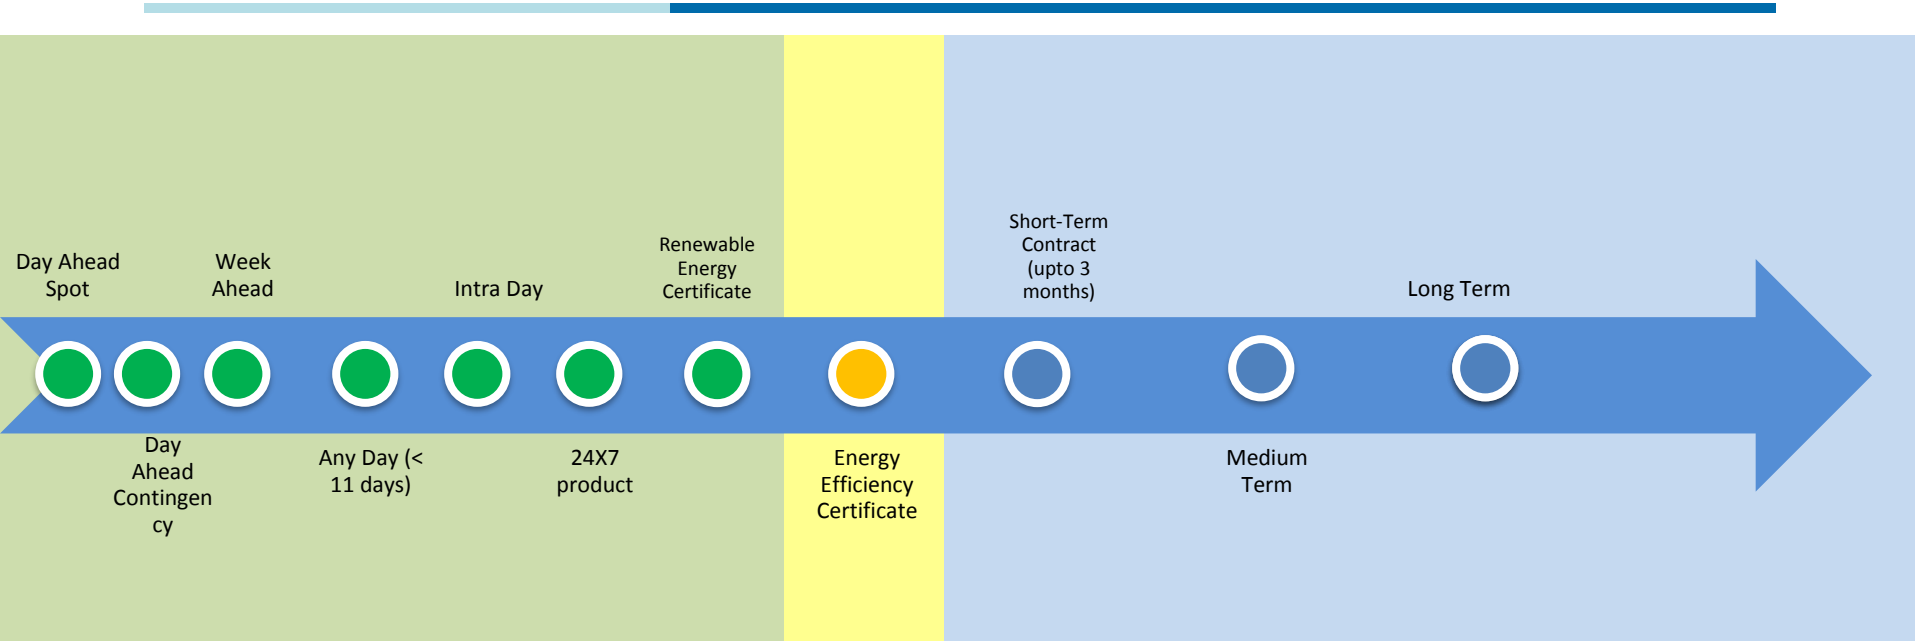 Day Ahead
Spot
Day
Ahead
Contingen
cy
Week
Ahead
Any Day (<
11 days)
Intra Day
24X7
product
Renewable
Energy
Certificate
Energy
Efficiency
Certificate
Short-Term
Contract
(upto 3
months)
Medium
Term
Long Term